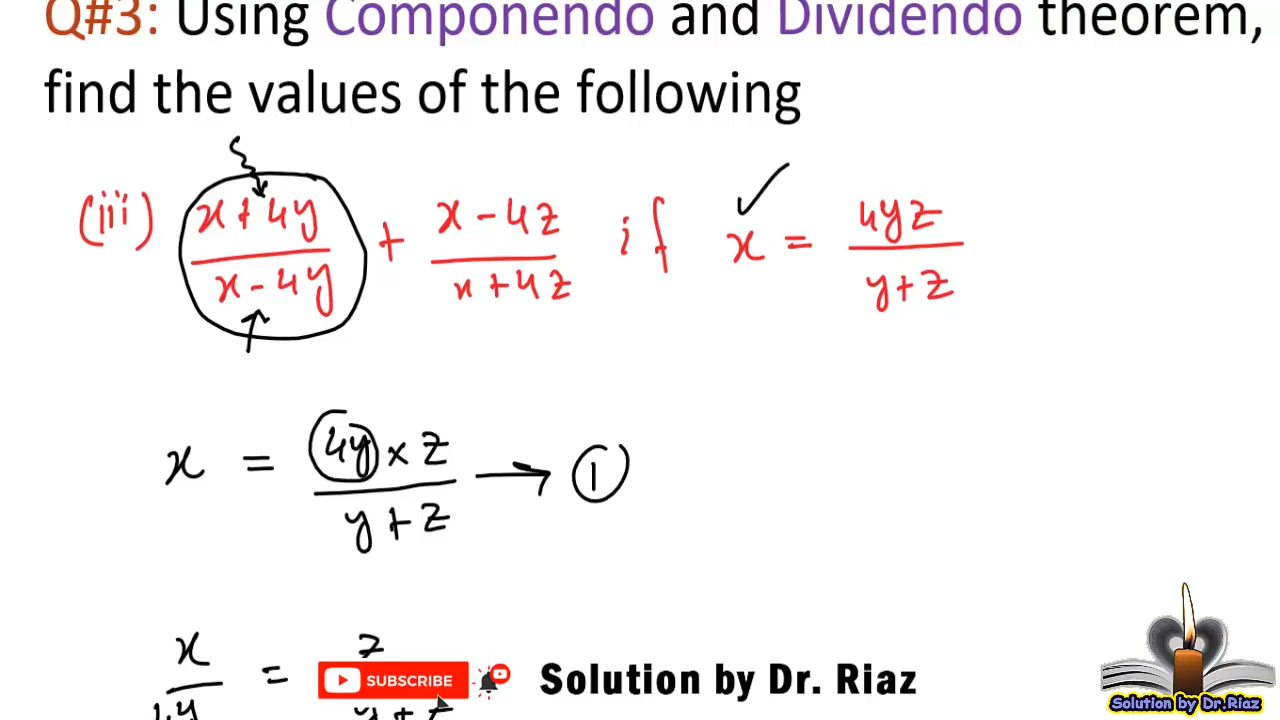 Q#3: Using Componendo and Dividendo theorem,
find the values of the following
(iii) x+4y / x-4y + x-4z / x+4z if x = 4yz / y+z
x = 4y×z / y+z → ①
x / 4y = z / y+z
SUBSCRIBE
Solution by Dr. Riaz
Solution by Dr.Riaz